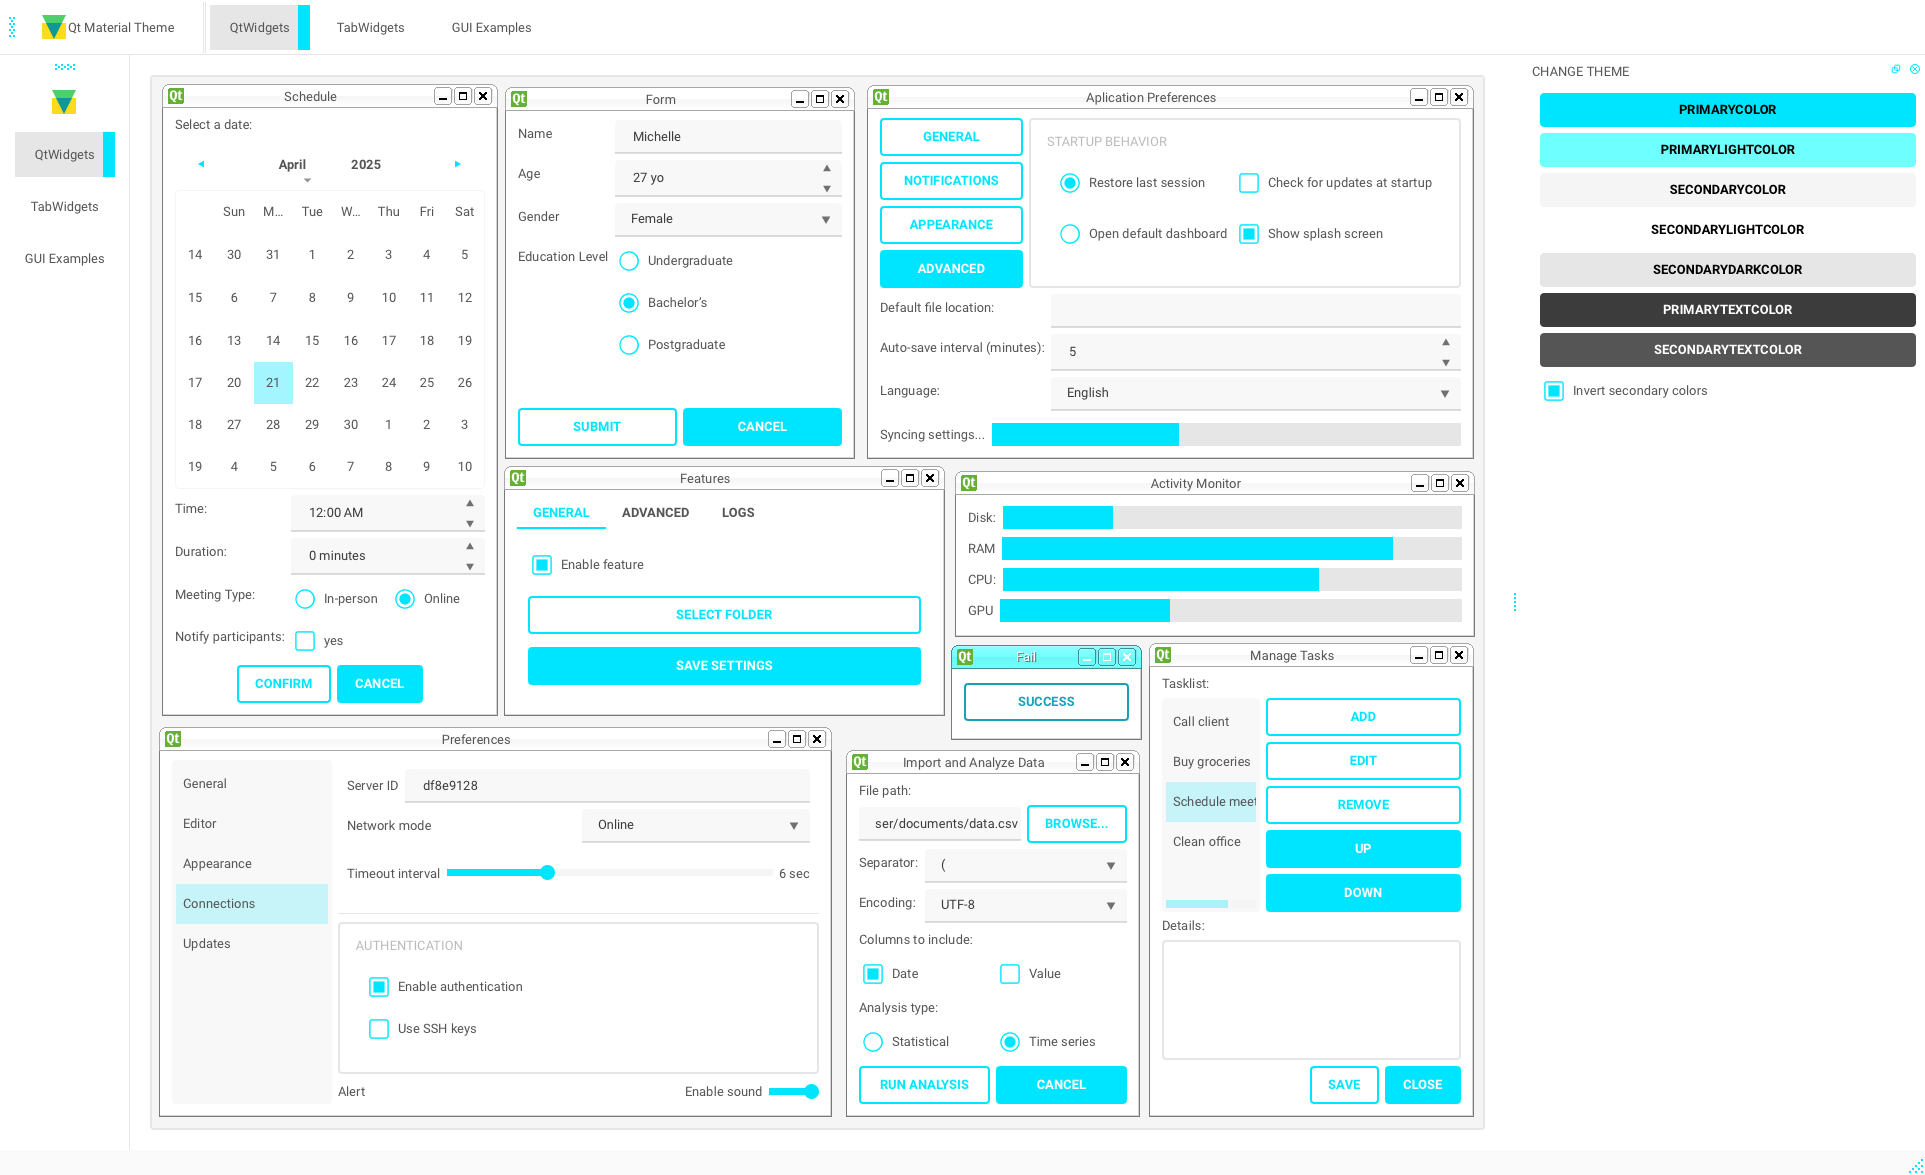 Qt Material Theme
QtWidgets
TabWidgets
GUI Examples
QtWidgets
TabWidgets
GUI Examples
Qt Schedule
Select a date:
April 2025
Sun M... Tue W... Thu Fri Sat
14 30 31 1 2 3 4 5
15 6 7 8 9 10 11 12
16 13 14 15 16 17 18 19
17 20 21 22 23 24 25 26
18 27 28 29 30 1 2 3
19 4 5 6 7 8 9 10
Time: 12:00 AM
Duration: 0 minutes
Meeting Type: In-person Online
Notify participants: yes
CONFIRM CANCEL
Qt Form
Name Michelle
Age 27 yo
Gender Female
Education Level Undergraduate
Bachelor's
Postgraduate
SUBMIT CANCEL
Qt Aplication Preferences
GENERAL
NOTIFICATIONS
APPEARANCE
ADVANCED
STARTUP BEHAVIOR
Restore last session Check for updates at startup
Open default dashboard Show splash screen
Default file location:
Auto-save interval (minutes): 5
Language: English
Syncing settings...
Qt Features
GENERAL ADVANCED LOGS
Enable feature
SELECT FOLDER
SAVE SETTINGS
Qt Activity Monitor
Disk:
RAM
CPU:
GPU
Qt Fail
SUCCESS
Qt Manage Tasks
Tasklist:
Call client
Buy groceries
Schedule meet
Clean office
ADD
EDIT
REMOVE
UP
DOWN
Details:
SAVE CLOSE
Qt Preferences
General
Editor
Appearance
Connections
Updates
Server ID df8e9128
Network mode Online
Timeout interval 6 sec
AUTHENTICATION
Enable authentication
Use SSH keys
Alert Enable sound
Qt Import and Analyze Data
File path:
ser/documents/data.csv BROWSE...
Separator: (
Encoding: UTF-8
Columns to include:
Date Value
Analysis type:
Statistical Time series
RUN ANALYSIS CANCEL
CHANGE THEME
PRIMARYCOLOR
PRIMARYLIGHTCOLOR
SECONDARYCOLOR
SECONDARYLIGHTCOLOR
SECONDARYDARKCOLOR
PRIMARYTEXTCOLOR
SECONDARYTEXTCOLOR
Invert secondary colors